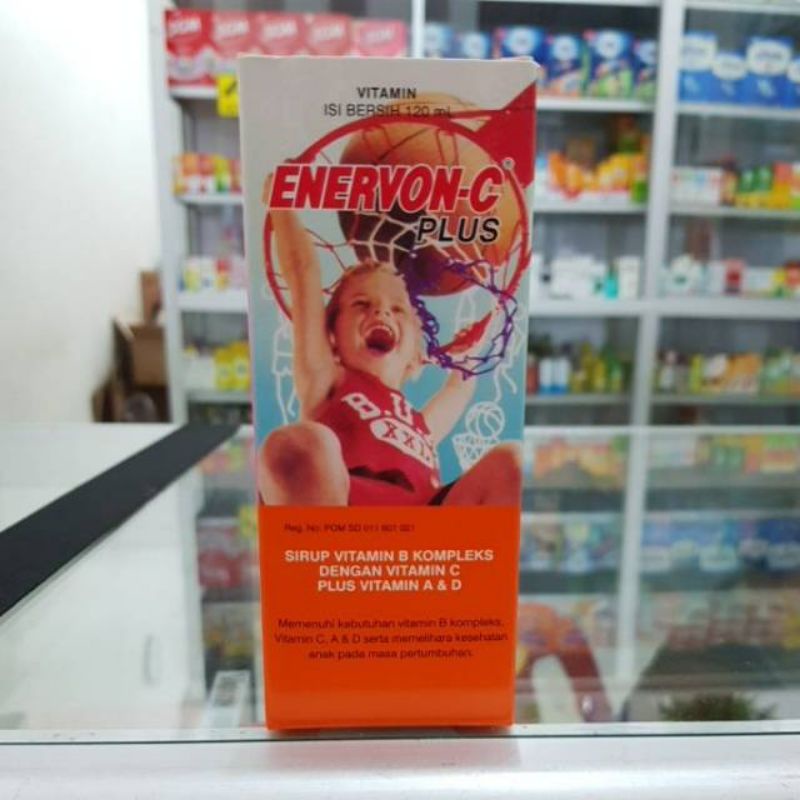 VITAMIN
ISI BERSIH 120 mL
ENERVON-C®
PLUS
B.U.
XXL
Reg. No. POM SD 011 601 021
SIRUP VITAMIN B KOMPLEKS
DENGAN VITAMIN C
PLUS VITAMIN A & D
Memenuhi kebutuhan vitamin B kompleks,
Vitamin C, A & D serta memelihara kesehatan
anak pada masa pertumbuhan.